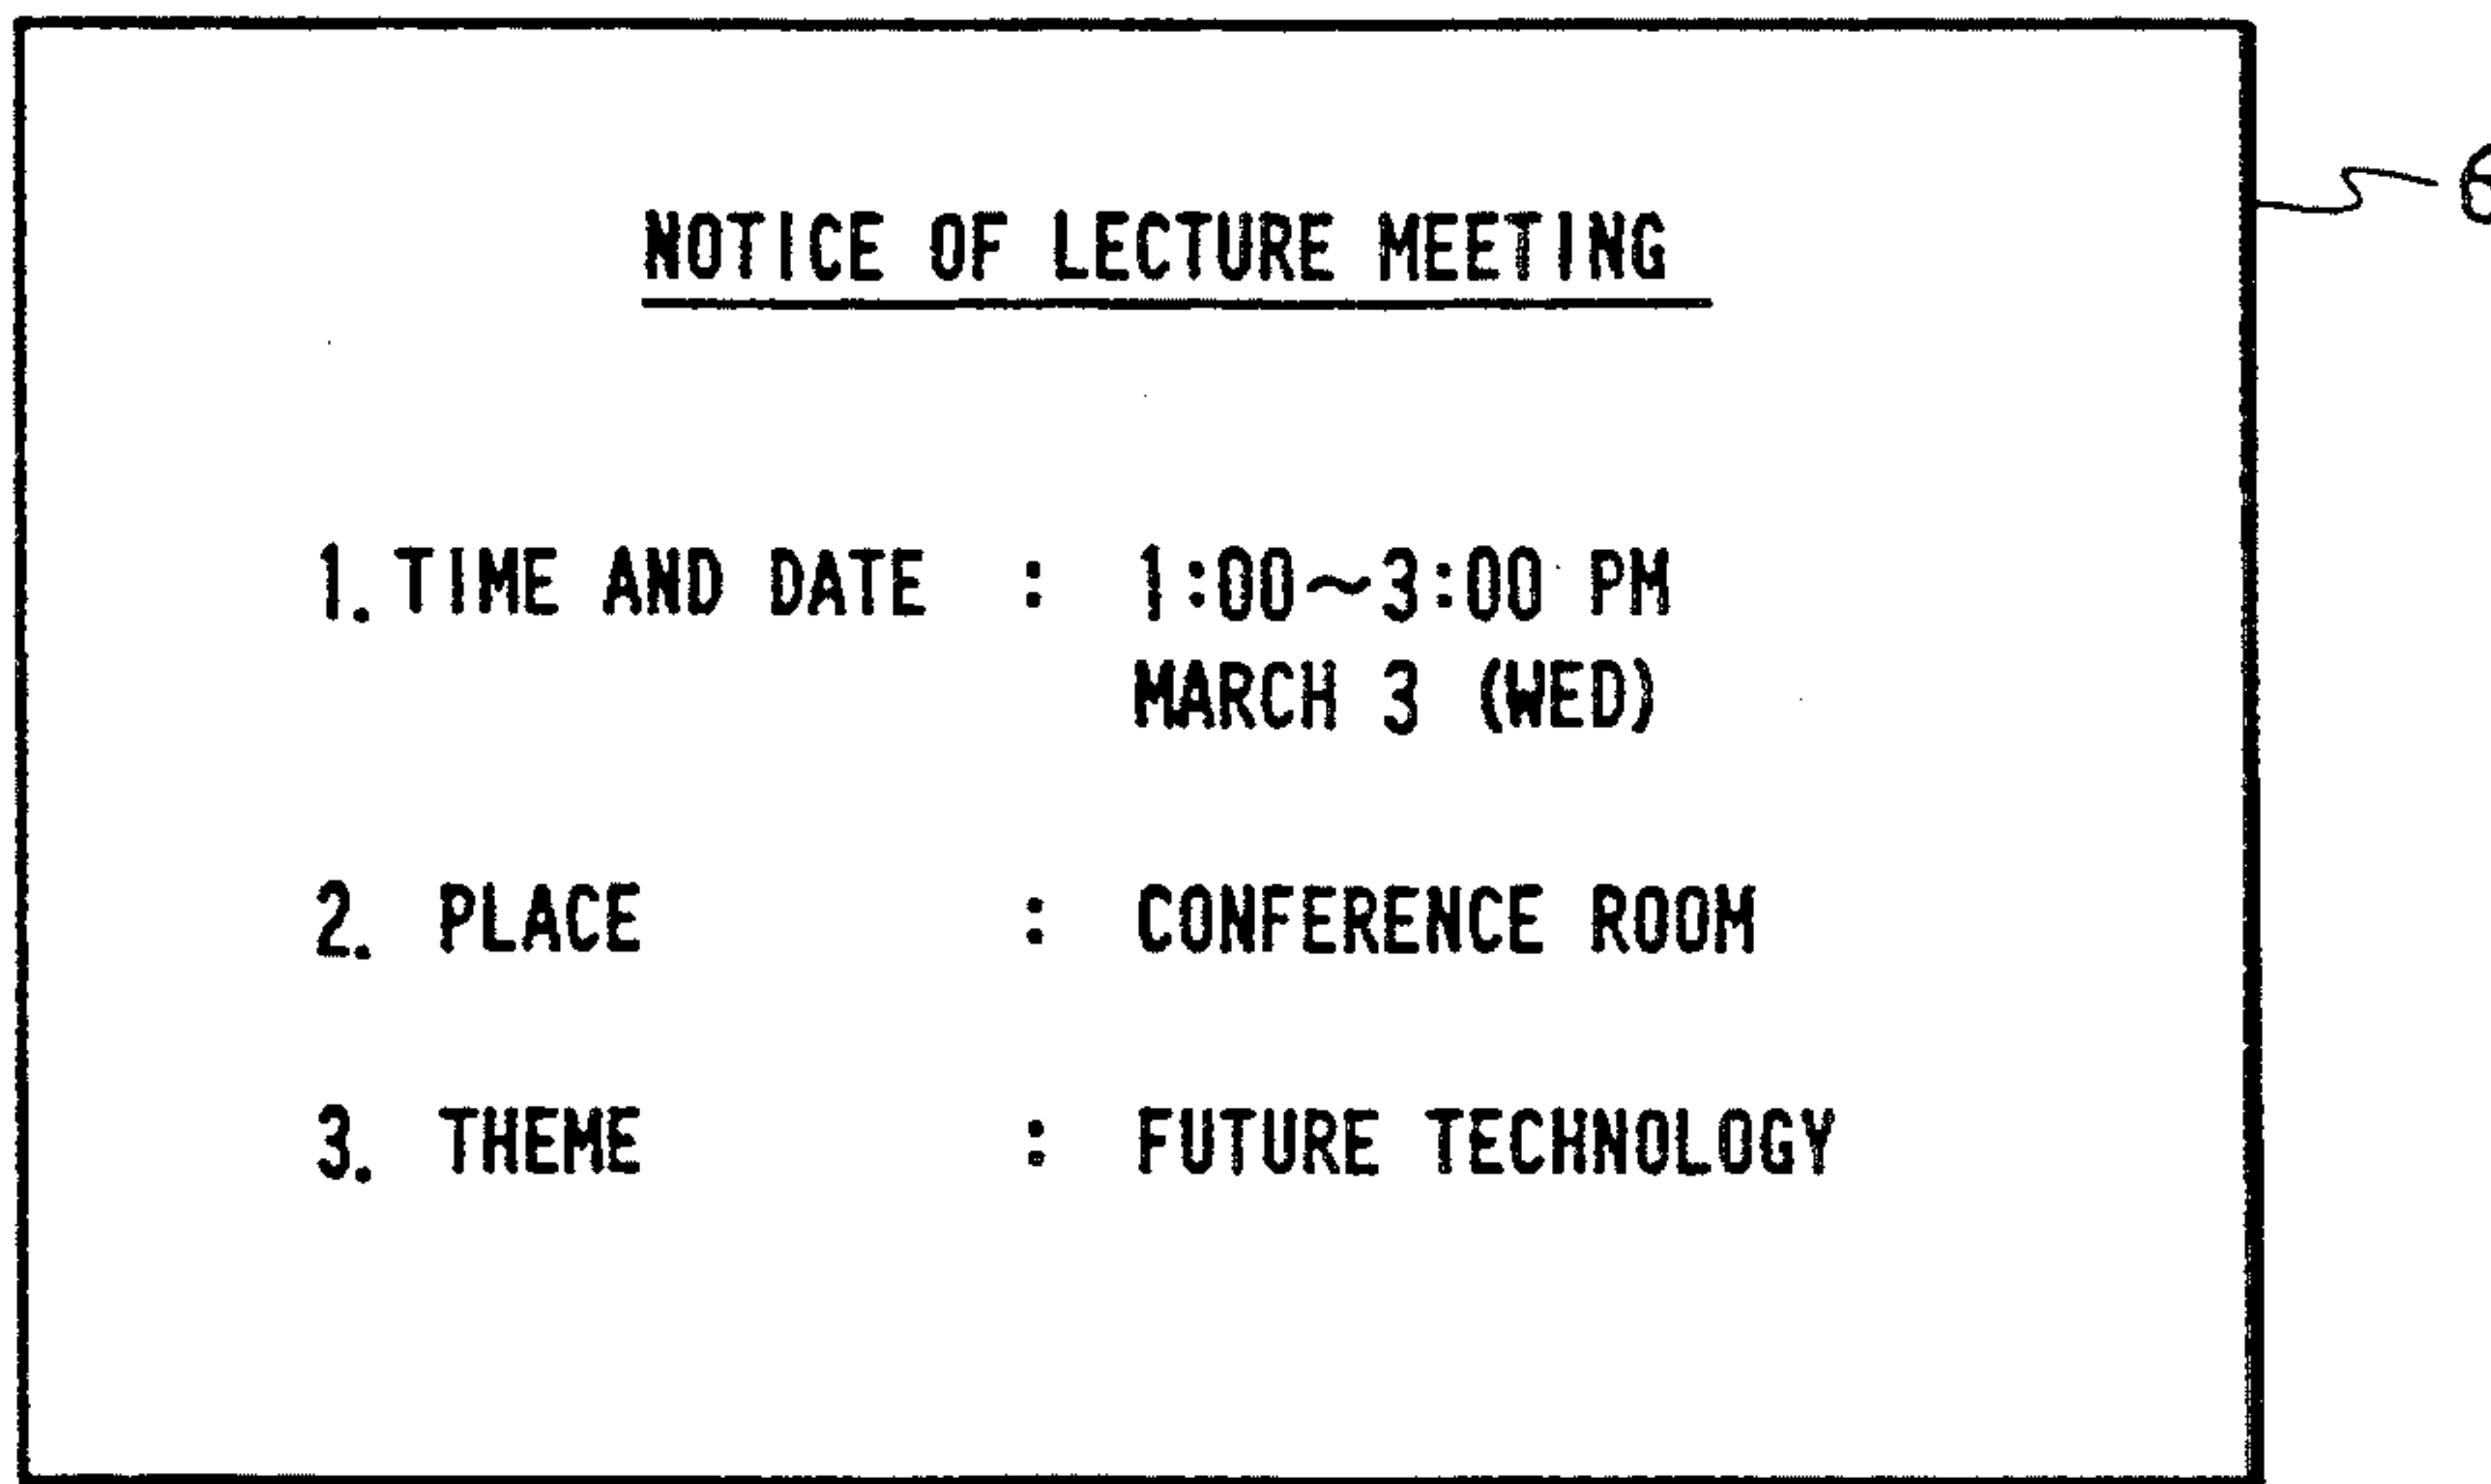 NOTICE OF LECTURE MEETING
1. TIME AND DATE : 1:00~3:00 PM
MARCH 3 (WED)
2. PLACE : CONFERENCE ROOM
3. THEME : FUTURE TECHNOLOGY